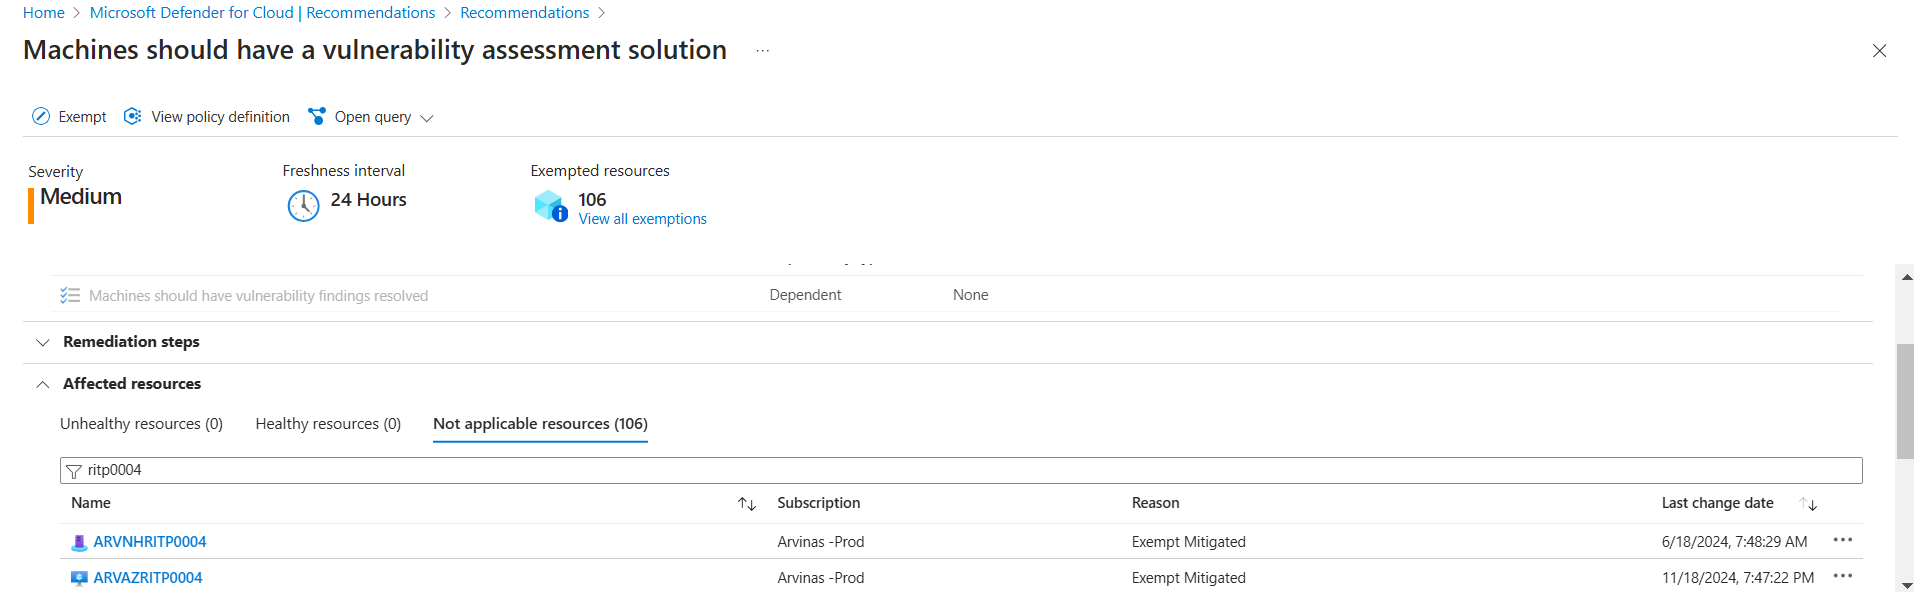 Home > Microsoft Defender for Cloud | Recommendations > Recommendations >
Machines should have a vulnerability assessment solution ...
Exempt View policy definition Open query
Severity Freshness interval Exempted resources
Medium 24 Hours 106
View all exemptions
Machines should have vulnerability findings resolved Dependent None
Remediation steps
Affected resources
Unhealthy resources (0) Healthy resources (0) Not applicable resources (106)
ritp0004
Name Subscription Reason Last change date
ARVNHRITP0004 Arvinas -Prod Exempt Mitigated 6/18/2024, 7:48:29 AM ...
ARVAZRITP0004 Arvinas -Prod Exempt Mitigated 11/18/2024, 7:47:22 PM ...